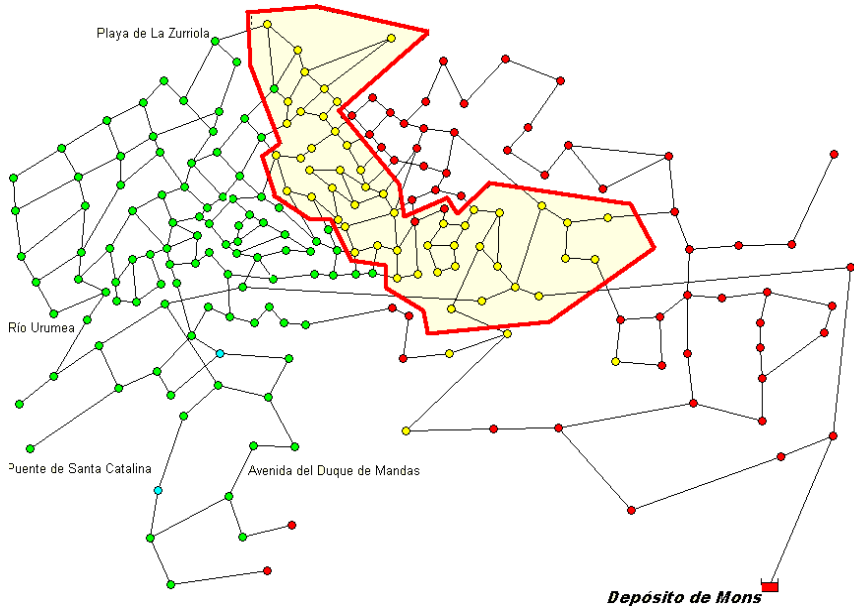 Playa de La Zurriola
Río Urumea
Puente de Santa Catalina
Avenida del Duque de Mandas
Depósito de Mons